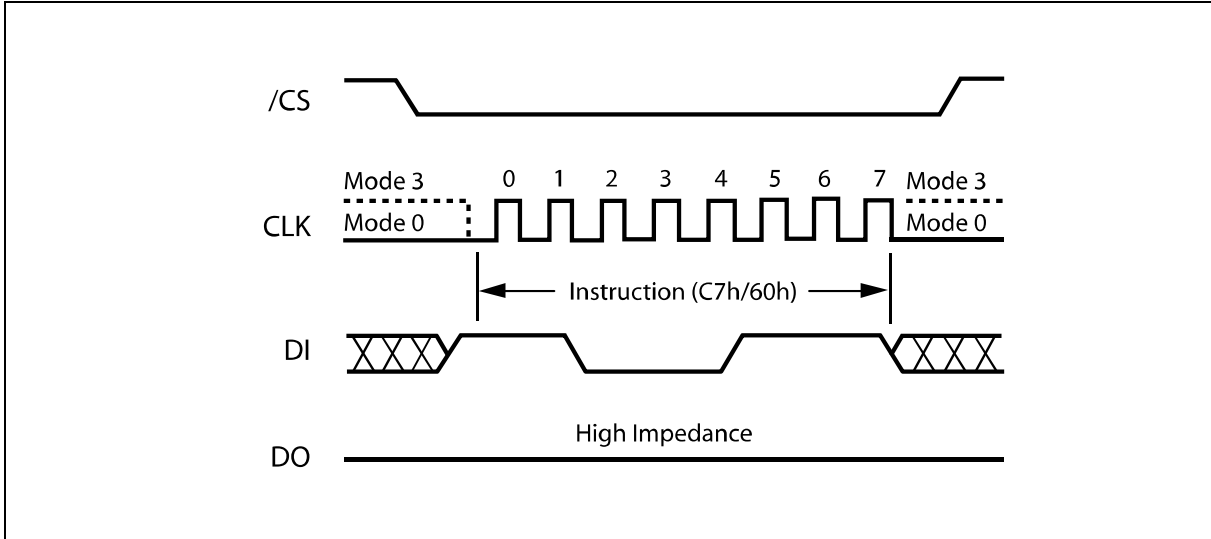 /CS
Mode 3 0 1 2 3 4 5 6 7 Mode 3
CLK Mode 0 Mode 0
Instruction (C7h/60h)
DI
High Impedance
DO